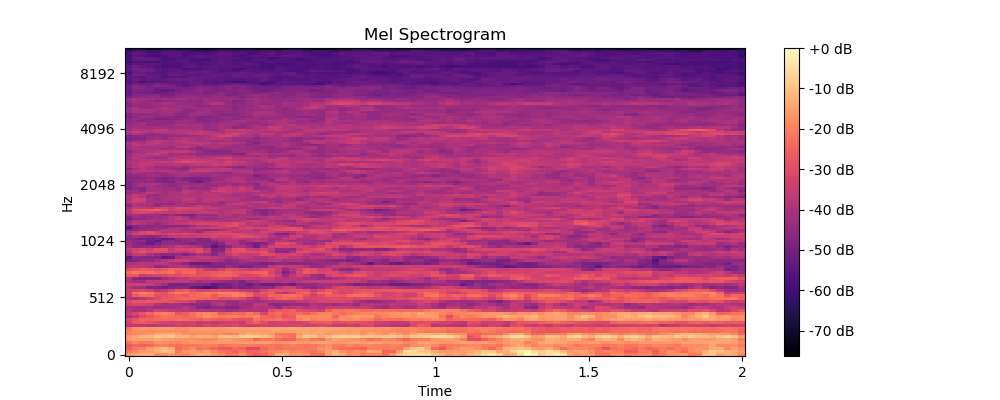 Mel Spectrogram
Hz
8192
4096
2048
1024
512
0
0 0.5 1 1.5 2
Time
+0 dB
-10 dB
-20 dB
-30 dB
-40 dB
-50 dB
-60 dB
-70 dB